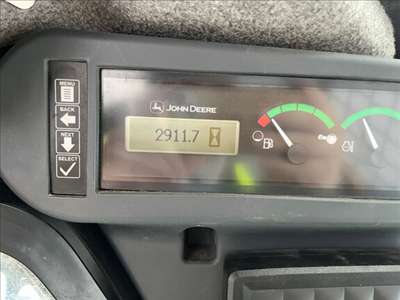 MENU
BACK
NEXT
SELECT
JOHN DEERE
2911.7